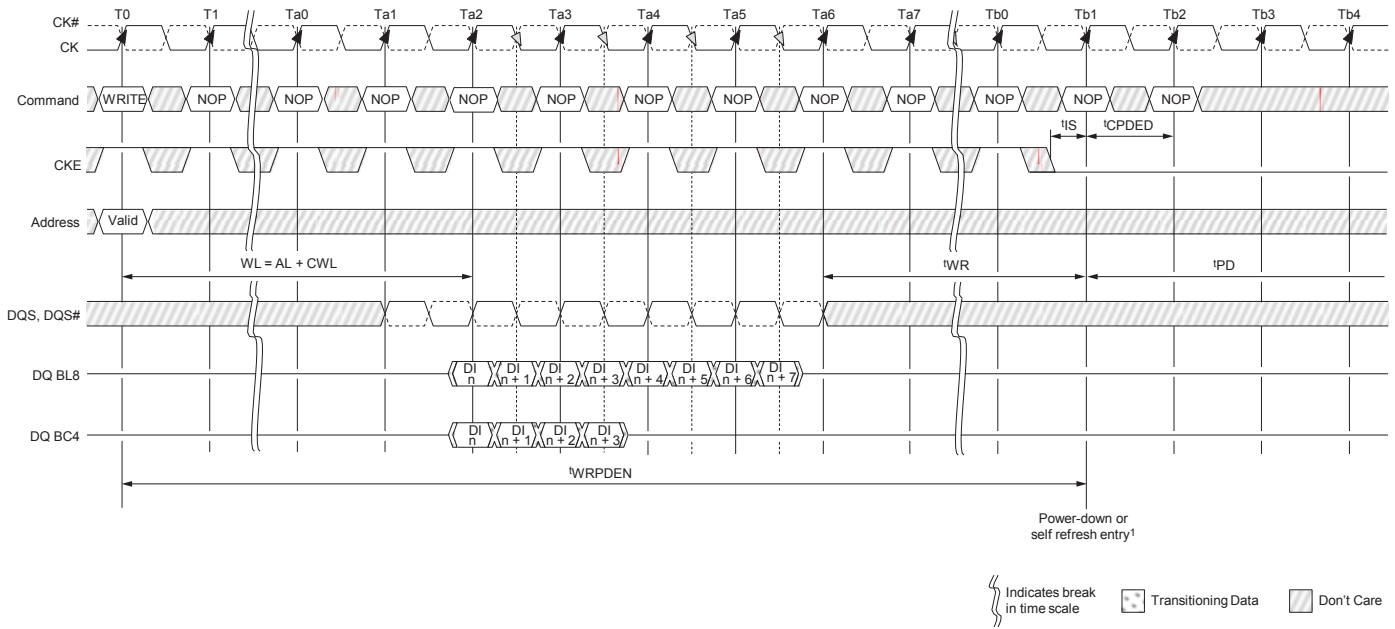 T0 T1 Ta0 Ta1 Ta2 Ta3 Ta4 Ta5 Ta6 Ta7 Tb0 Tb1 Tb2 Tb3 Tb4
CK#
CK
Command WRITE NOP NOP NOP NOP NOP NOP NOP NOP NOP NOP NOP NOP
tIS tCPDED
CKE
Address Valid
WL = AL + CWL tWR tPD
DQS, DQS#
DQ BL8 DI n DI n + 1 DI n + 2 DI n + 3 DI n + 4 DI n + 5 DI n + 6 DI n + 7
DQ BC4 DI n DI n + 1 DI n + 2 DI n + 3
tWRPDEN
Power-down or
self refresh entry1
Indicates break
in time scale
Transitioning Data
Don't Care